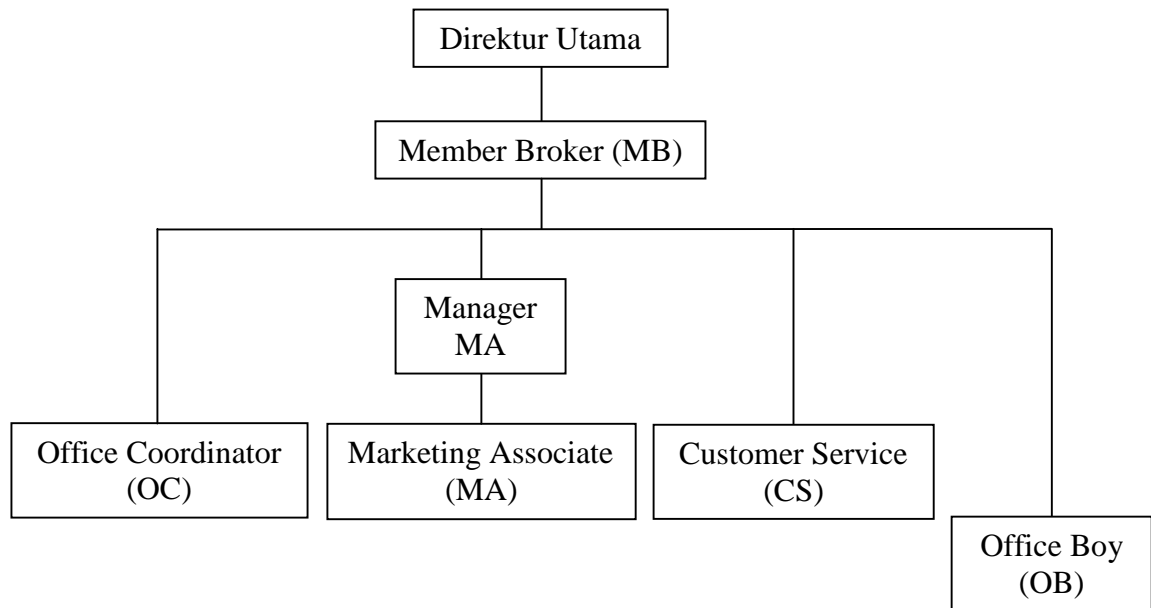 Direktur Utama
Member Broker (MB)
Manager
MA
Office Coordinator
(OC)
Marketing Associate
(MA)
Customer Service
(CS)
Office Boy
(OB)